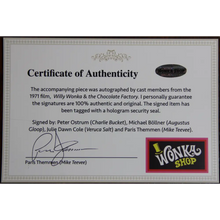 Certificate of Authenticity
The accompanying piece was autographed by cast members from the
1971 film, Willy Wonka & the Chocolate Factory. I personally guarantee
the signatures are 100% authentic and original. The signed item has
been tagged with a hologram security seal.
Signed by: Peter Ostrum (Charlie Bucket), Michael Böllner (Augustus
Gloop), Julie Dawn Cole (Veruca Salt) and Paris Themmen (Mike Teevee).
Paris Themmen (Mike Teevee)
I
WONKA
SHOP